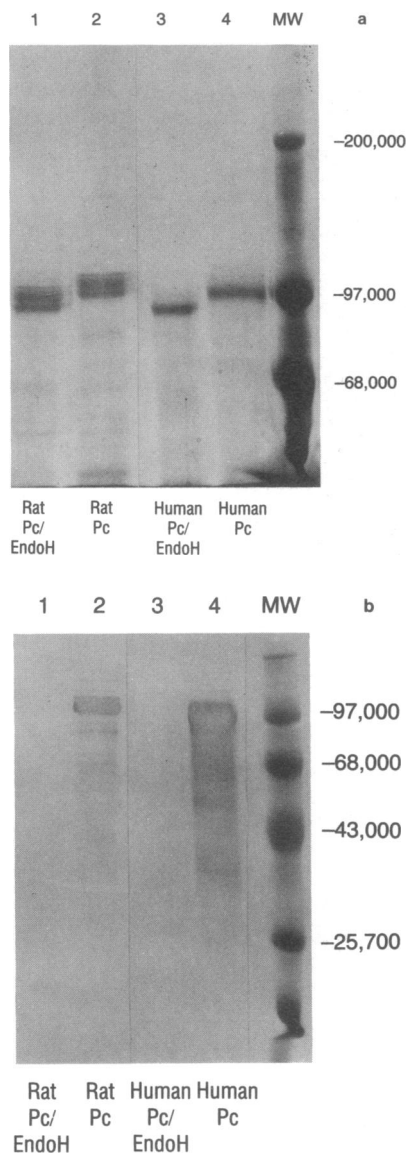 1 2 3 4 MW a
–200,000
–97,000
–68,000
Rat Rat Human Human
Pc/ Pc Pc/ Pc
EndoH EndoH
1 2 3 4 MW b
–97,000
–68,000
–43,000
–25,700
Rat Rat Human Human
Pc/ Pc Pc/ Pc
EndoH EndoH